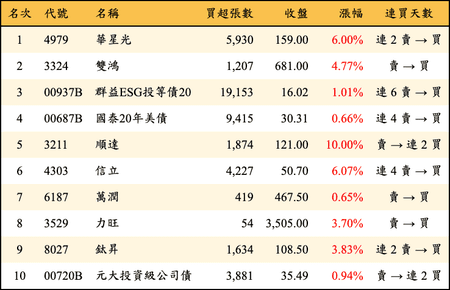 名次 代號 名稱 買超張數 收盤 漲幅 連買天數
1 4979 華星光 5,930 159.00 6.00% 連 2 賣 → 買
2 3324 雙鴻 1,207 681.00 4.77% 賣 → 買
3 00937B 群益ESG投等債20 19,153 16.02 1.01% 連 6 賣 → 買
4 00687B 國泰20年美債 9,415 30.31 0.66% 連 4 賣 → 買
5 3211 順達 1,874 121.00 10.00% 賣 → 連 2 買
6 4303 信立 4,227 50.70 6.07% 連 4 賣 → 買
7 6187 萬潤 419 467.50 0.65% 賣 → 買
8 3529 力旺 54 3,505.00 3.70% 賣 → 買
9 8027 鈦昇 1,634 108.50 3.83% 連 2 賣 → 買
10 00720B 元大投資級公司債 3,881 35.49 0.94% 賣 → 連 2 買